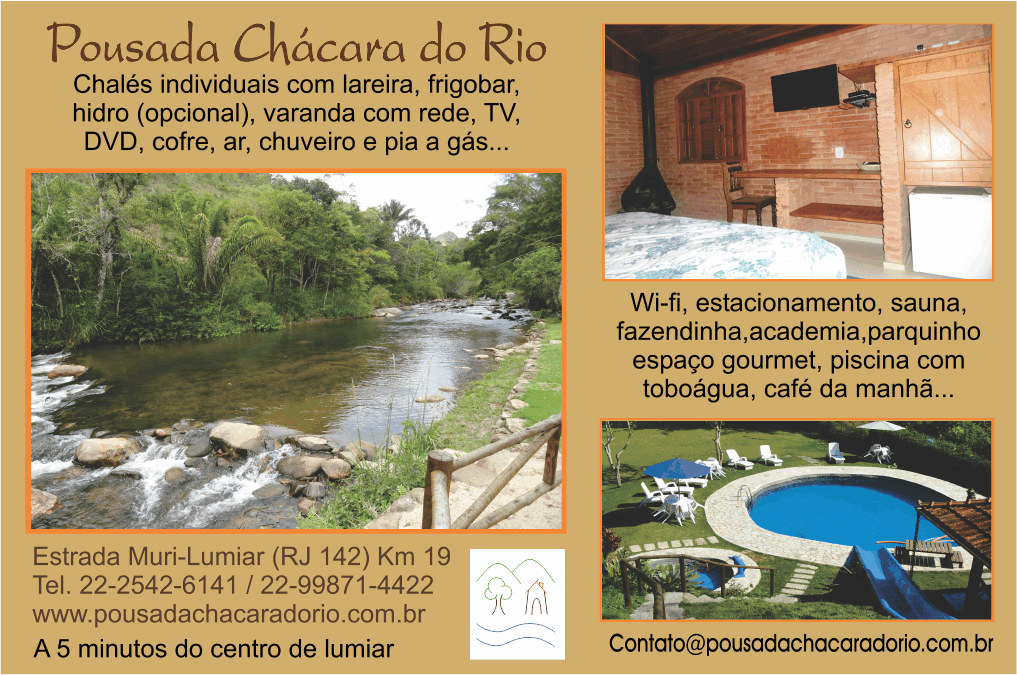 Pousada Chácara do Rio
Chalés individuais com lareira, frigobar,
hidro (opcional), varanda com rede, TV,
DVD, cofre, ar, chuveiro e pia a gás...
Wi-fi, estacionamento, sauna,
fazendinha,academia,parquinho
espaço gourmet, piscina com
toboágua, café da manhã...
Estrada Muri-Lumiar (RJ 142) Km 19
Tel. 22-2542-6141 / 22-99871-4422
www.pousadachacaradorio.com.br
A 5 minutos do centro de lumiar
Contato@pousadachacaradorio.com.br